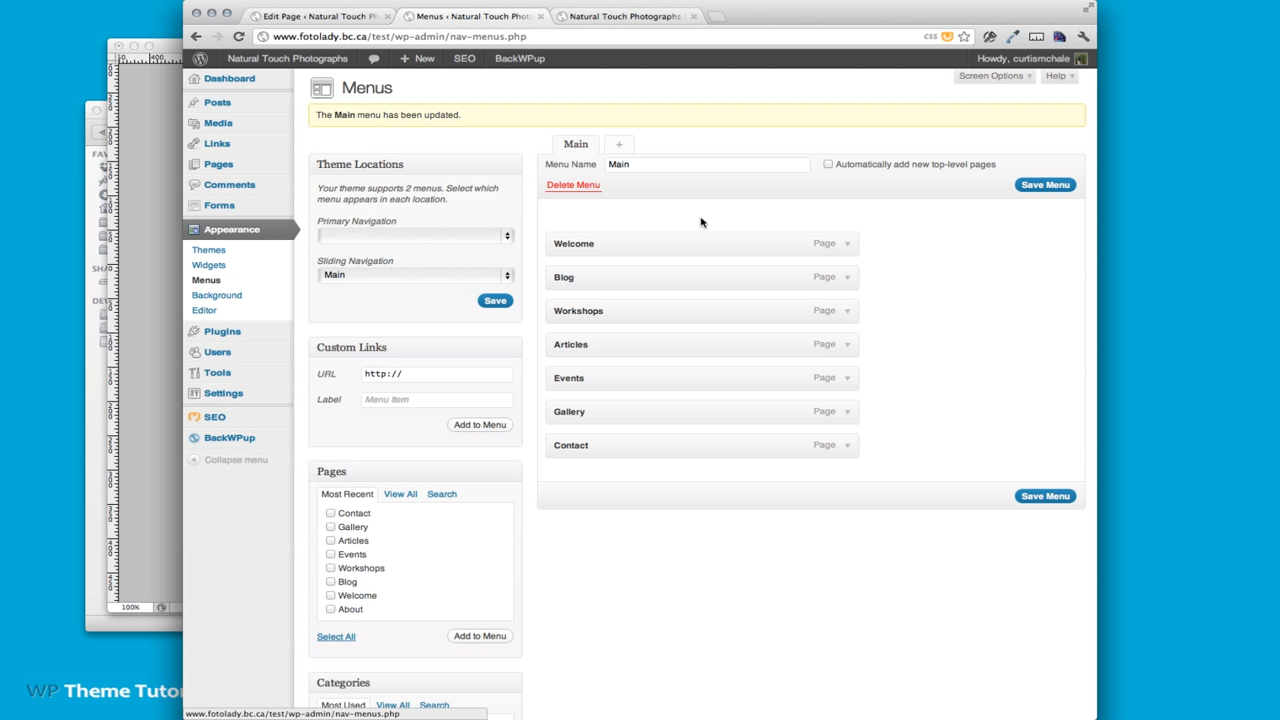 Edit Page ‹ Natural Touch Ph
Menus ‹ Natural Touch Phot
Natural Touch Photographs |
www.fotolady.bc.ca/test/wp-admin/nav-menus.php
css
Natural Touch Photographs
+ New
SEO
BackWPup
Howdy, curtismchale
Screen Options
Help
Dashboard
Posts
Media
Links
Pages
Comments
Forms
Appearance
Themes
Widgets
Menus
Background
Editor
Plugins
Users
Tools
Settings
SEO
BackWPup
Collapse menu
Menus
The Main menu has been updated.
Theme Locations
Your theme supports 2 menus. Select which
menu appears in each location.
Primary Navigation
Sliding Navigation
Main
Save
Custom Links
URL http://
Label Menu Item
Add to Menu
Pages
Most Recent View All Search
Contact
Gallery
Articles
Events
Workshops
Blog
Welcome
About
Select All
Add to Menu
Categories
Most Used View All Search
Main +
Menu Name Main
Automatically add new top-level pages
Delete Menu
Save Menu
Welcome Page
Blog Page
Workshops Page
Articles Page
Events Page
Gallery Page
Contact Page
Save Menu
400
100%
FAV
SHA
DEV
WP Theme Tutor
www.fotolady.bc.ca/test/wp-admin/nav-menus.php